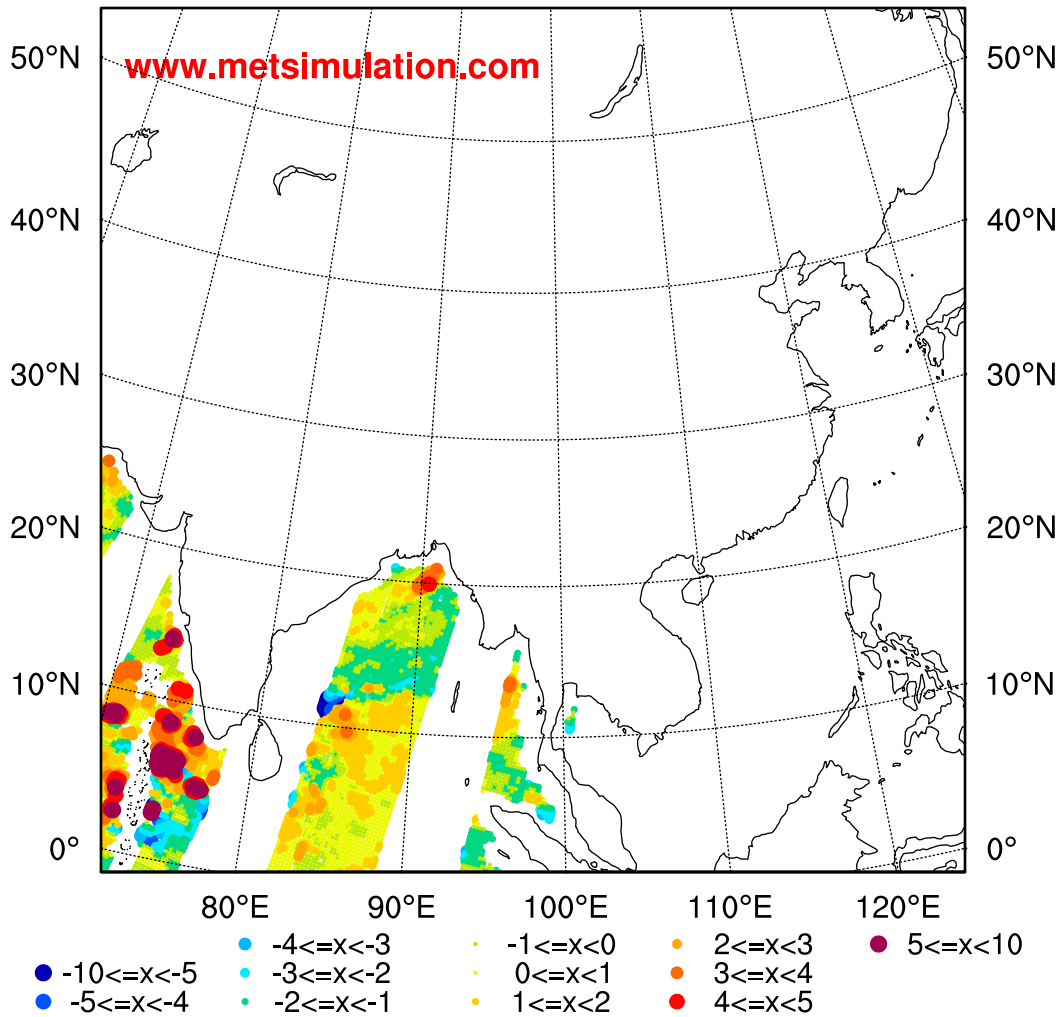 www.metsimulation.com
50°N 50°N
40°N 40°N
30°N 30°N
20°N 20°N
10°N 10°N
0° 0°
80°E 90°E 100°E 110°E 120°E
-4<=x<-3 -1<=x<0 2<=x<3 5<=x<10
-10<=x<-5 -3<=x<-2 0<=x<1 3<=x<4
-5<=x<-4 -2<=x<-1 1<=x<2 4<=x<5